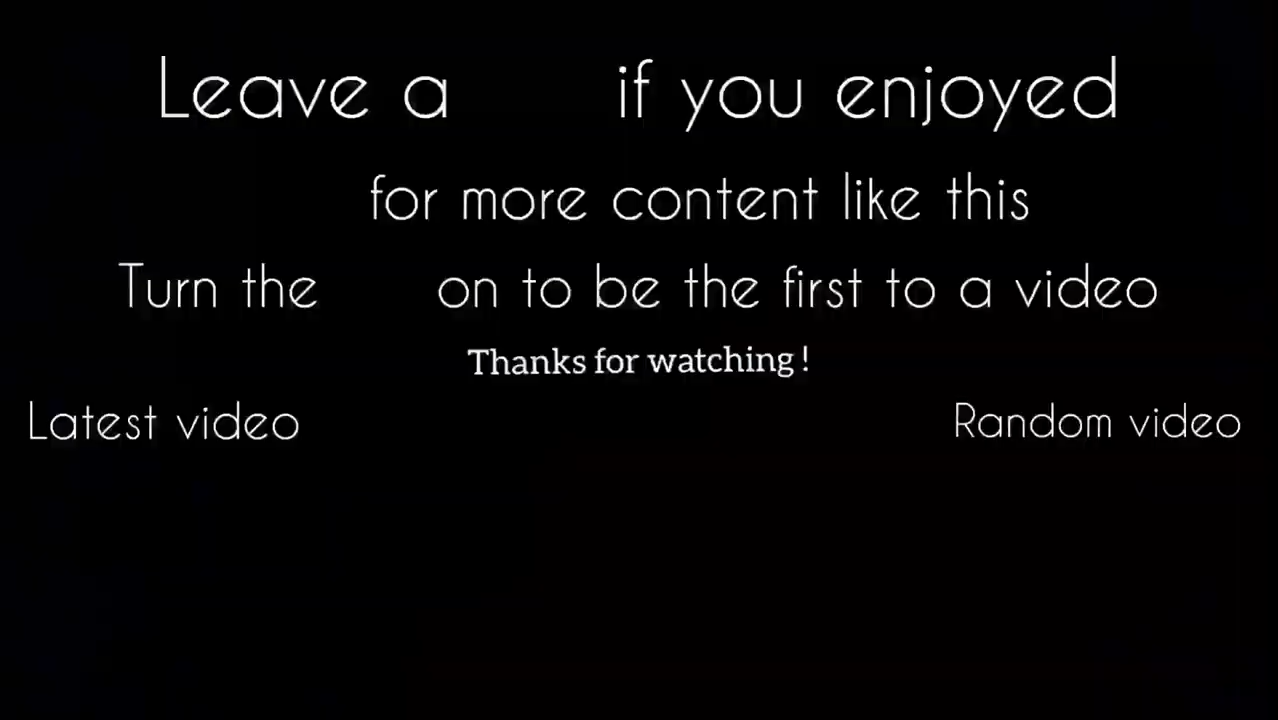 Leave a if you enjoyed
for more content like this
Turn the on to be the first to a video
Thanks for watching !
Latest video
Random video